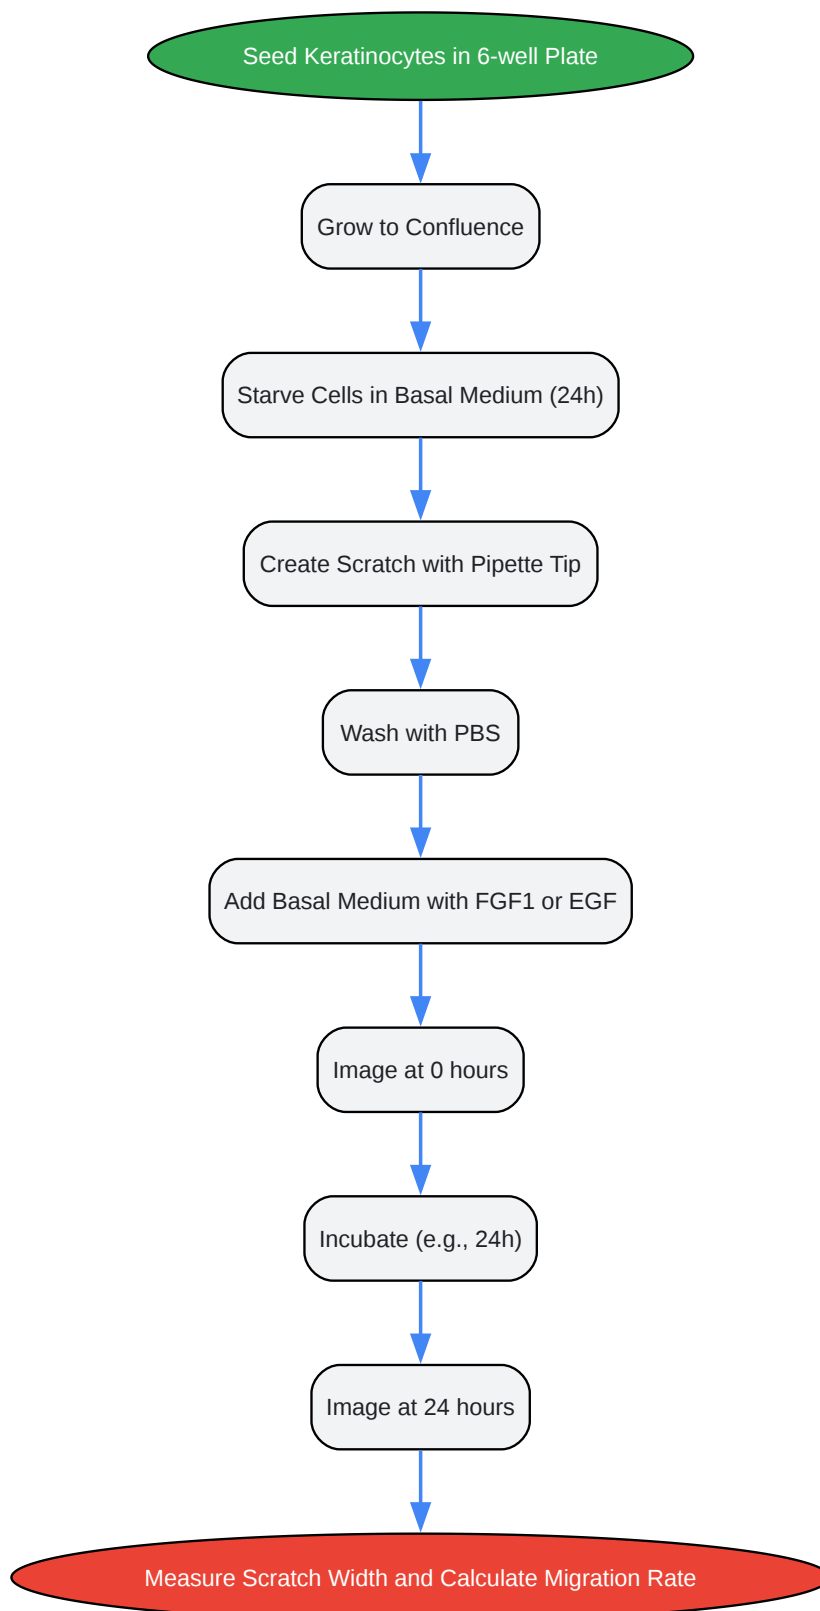 Seed Keratinocytes in 6-well Plate
Grow to Confluence
Starve Cells in Basal Medium (24h)
Create Scratch with Pipette Tip
Wash with PBS
Add Basal Medium with FGF1 or EGF
Image at 0 hours
Incubate (e.g., 24h)
Image at 24 hours
Measure Scratch Width and Calculate Migration Rate